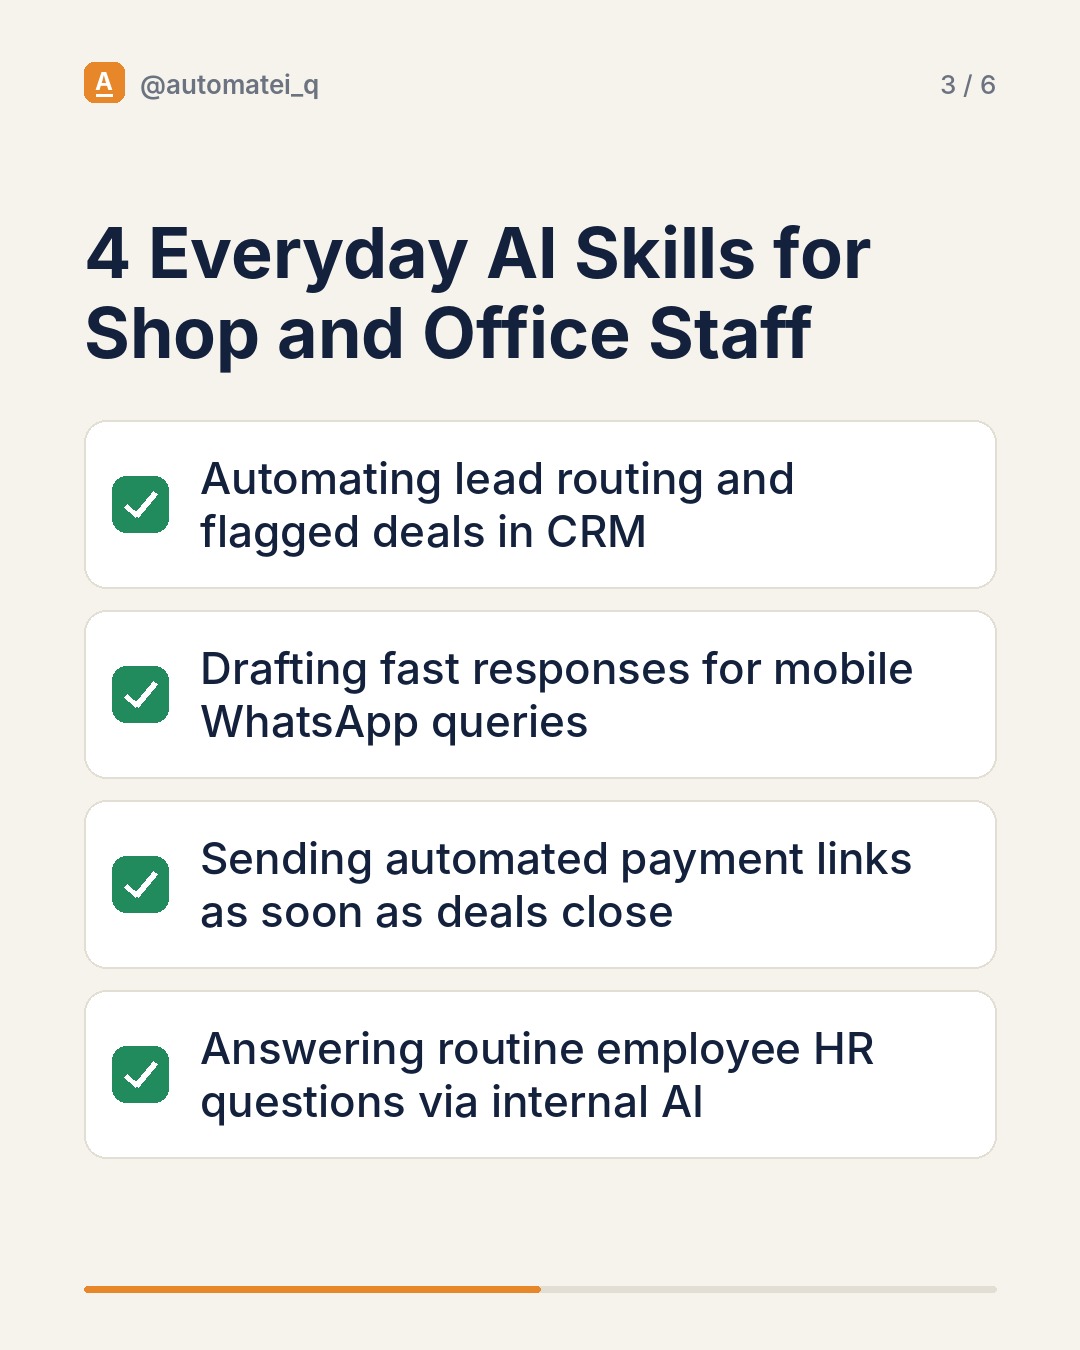 A
@automatei_q
3 / 6
4 Everyday AI Skills for
Shop and Office Staff
Automating lead routing and
flagged deals in CRM
Drafting fast responses for mobile
WhatsApp queries
Sending automated payment links
as soon as deals close
Answering routine employee HR
questions via internal AI